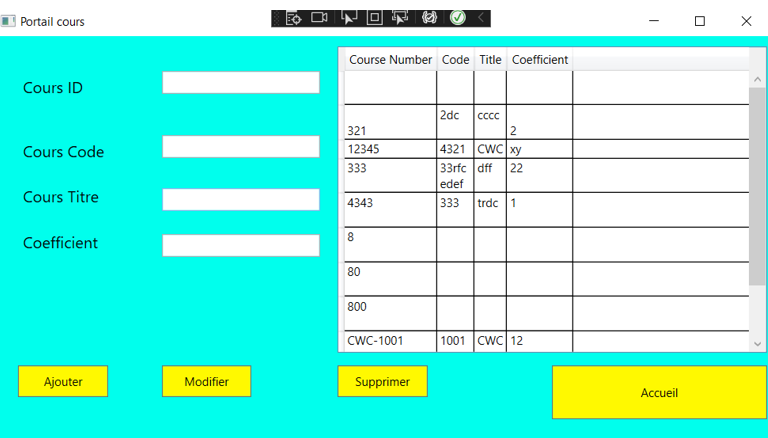 Portail cours
Cours ID
Cours Code
Cours Titre
Coefficient
Course Number Code Title Coefficient
2dc cccc
321 2
12345 4321 CWC xy
333 33rfc dff 22
edef
4343 333 trdc 1
8
80
800
CWC-1001 1001 CWC 12
Ajouter Modifier Supprimer Accueil